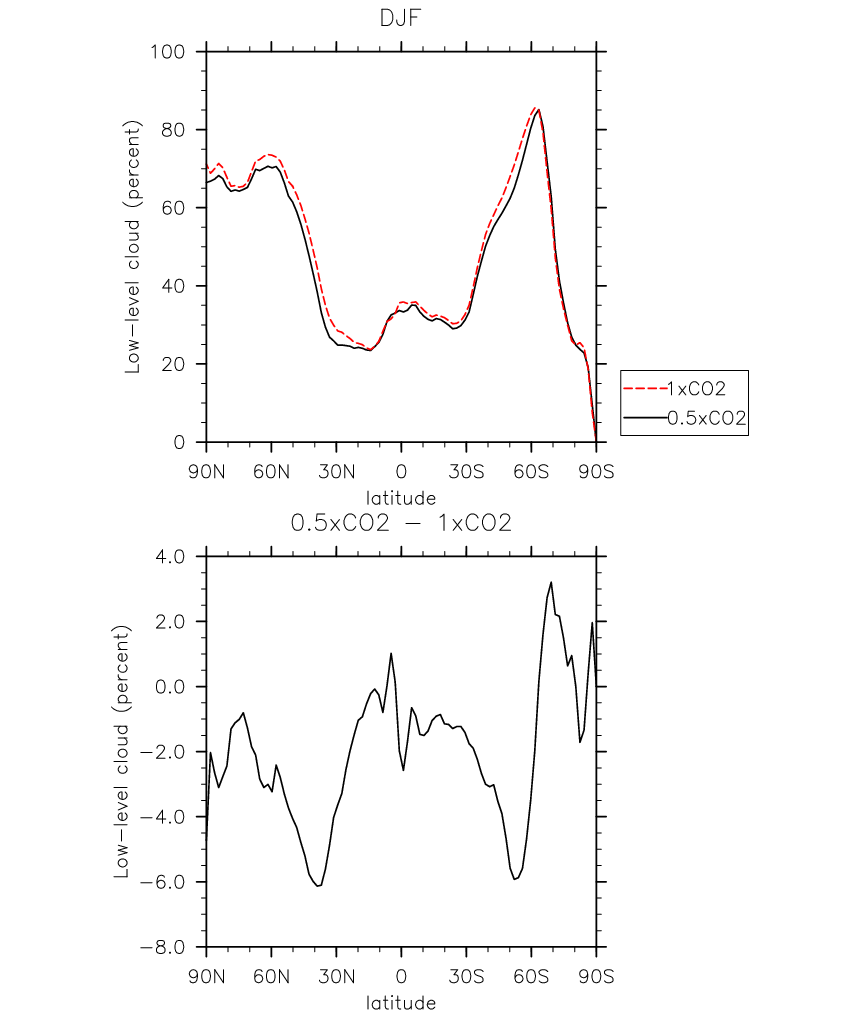 DJF
100
80
60
40
20
0
Low-level cloud (percent)
90N 60N 30N 0 30S 60S 90S
latitude
1xCO2
0.5xCO2
0.5xCO2 - 1xCO2
4.0
2.0
0.0
-2.0
-4.0
-6.0
-8.0
Low-level cloud (percent)
90N 60N 30N 0 30S 60S 90S
latitude